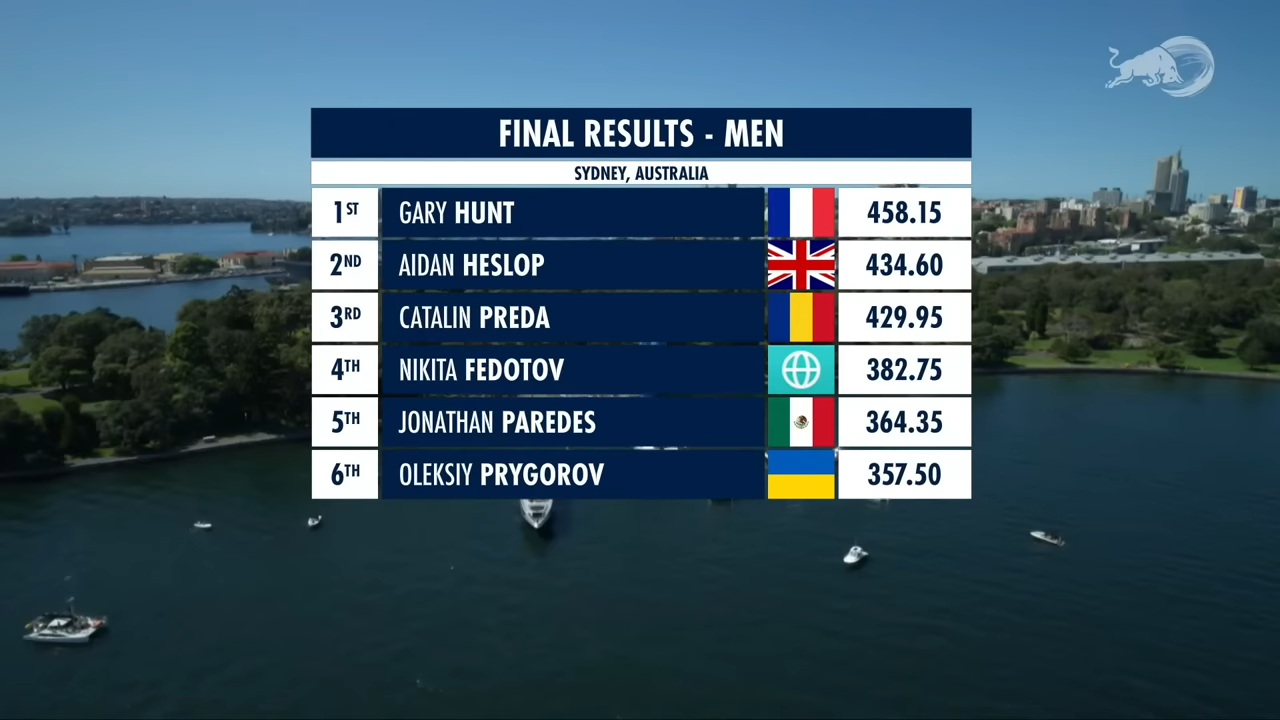 FINAL RESULTS - MEN
SYDNEY, AUSTRALIA
1ST GARY HUNT 458.15
2ND AIDAN HESLOP 434.60
3RD CATALIN PREDA 429.95
4TH NIKITA FEDOTOV 382.75
5TH JONATHAN PAREDES 364.35
6TH OLEKSIY PRYGOROV 357.50